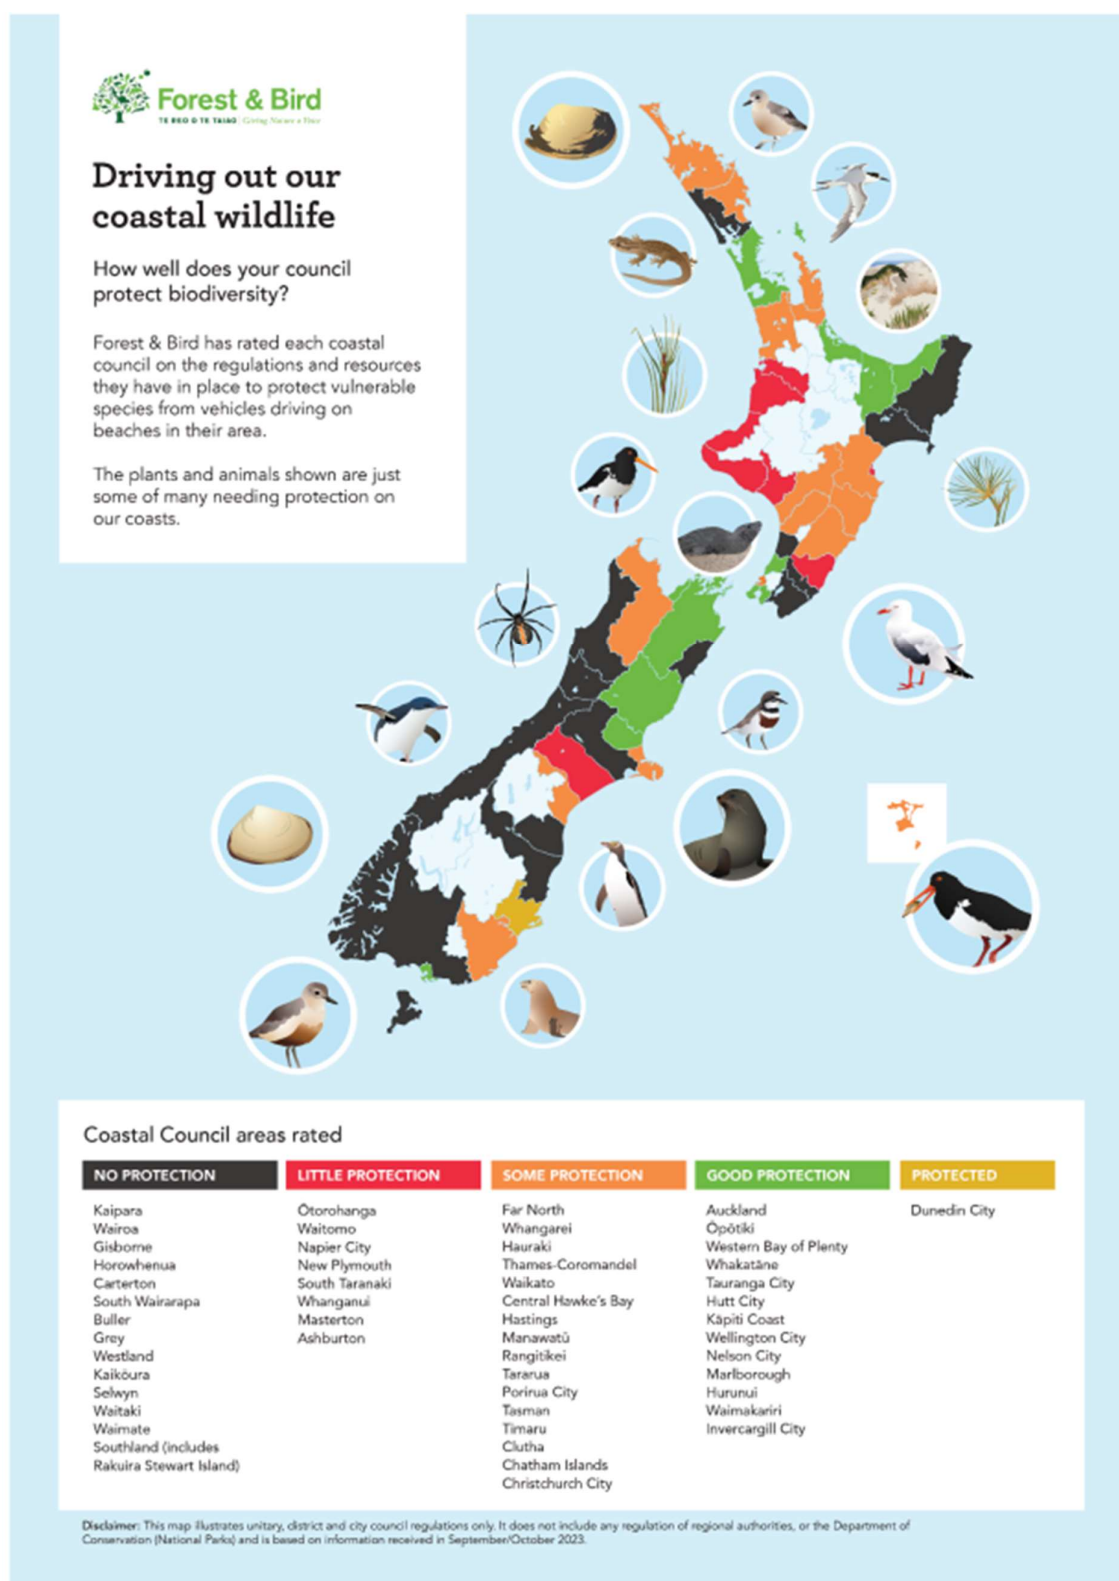 Forest & Bird
TE REO O TE TAIAO | Giving Nature a Voice
Driving out our
coastal wildlife
How well does your council
protect biodiversity?
Forest & Bird has rated each coastal
council on the regulations and resources
they have in place to protect vulnerable
species from vehicles driving on
beaches in their area.
The plants and animals shown are just
some of many needing protection on
our coasts.
Coastal Council areas rated
NO PROTECTION
Kaipara
Wairoa
Gisborne
Horowhenua
Carterton
South Wairarapa
Buller
Grey
Westland
Kaikōura
Selwyn
Waitaki
Waimate
Southland (includes
Rakuira Stewart Island)
LITTLE PROTECTION
Ōtorohanga
Waitomo
Napier City
New Plymouth
South Taranaki
Whanganui
Masterton
Ashburton
SOME PROTECTION
Far North
Whangarei
Hauraki
Thames-Coromandel
Waikato
Central Hawke's Bay
Hastings
Manawatū
Rangitikei
Tararua
Porirua City
Tasman
Timaru
Clutha
Chatham Islands
Christchurch City
GOOD PROTECTION
Auckland
Ōpōtiki
Western Bay of Plenty
Whakatāne
Tauranga City
Hutt City
Kāpiti Coast
Wellington City
Nelson City
Marlborough
Hurunui
Waimakariri
Invercargill City
PROTECTED
Dunedin City
Disclaimer: This map illustrates unitary, district and city council regulations only. It does not include any regulation of regional authorities, or the Department of
Conservation (National Parks) and is based on information received in September/October 2023.